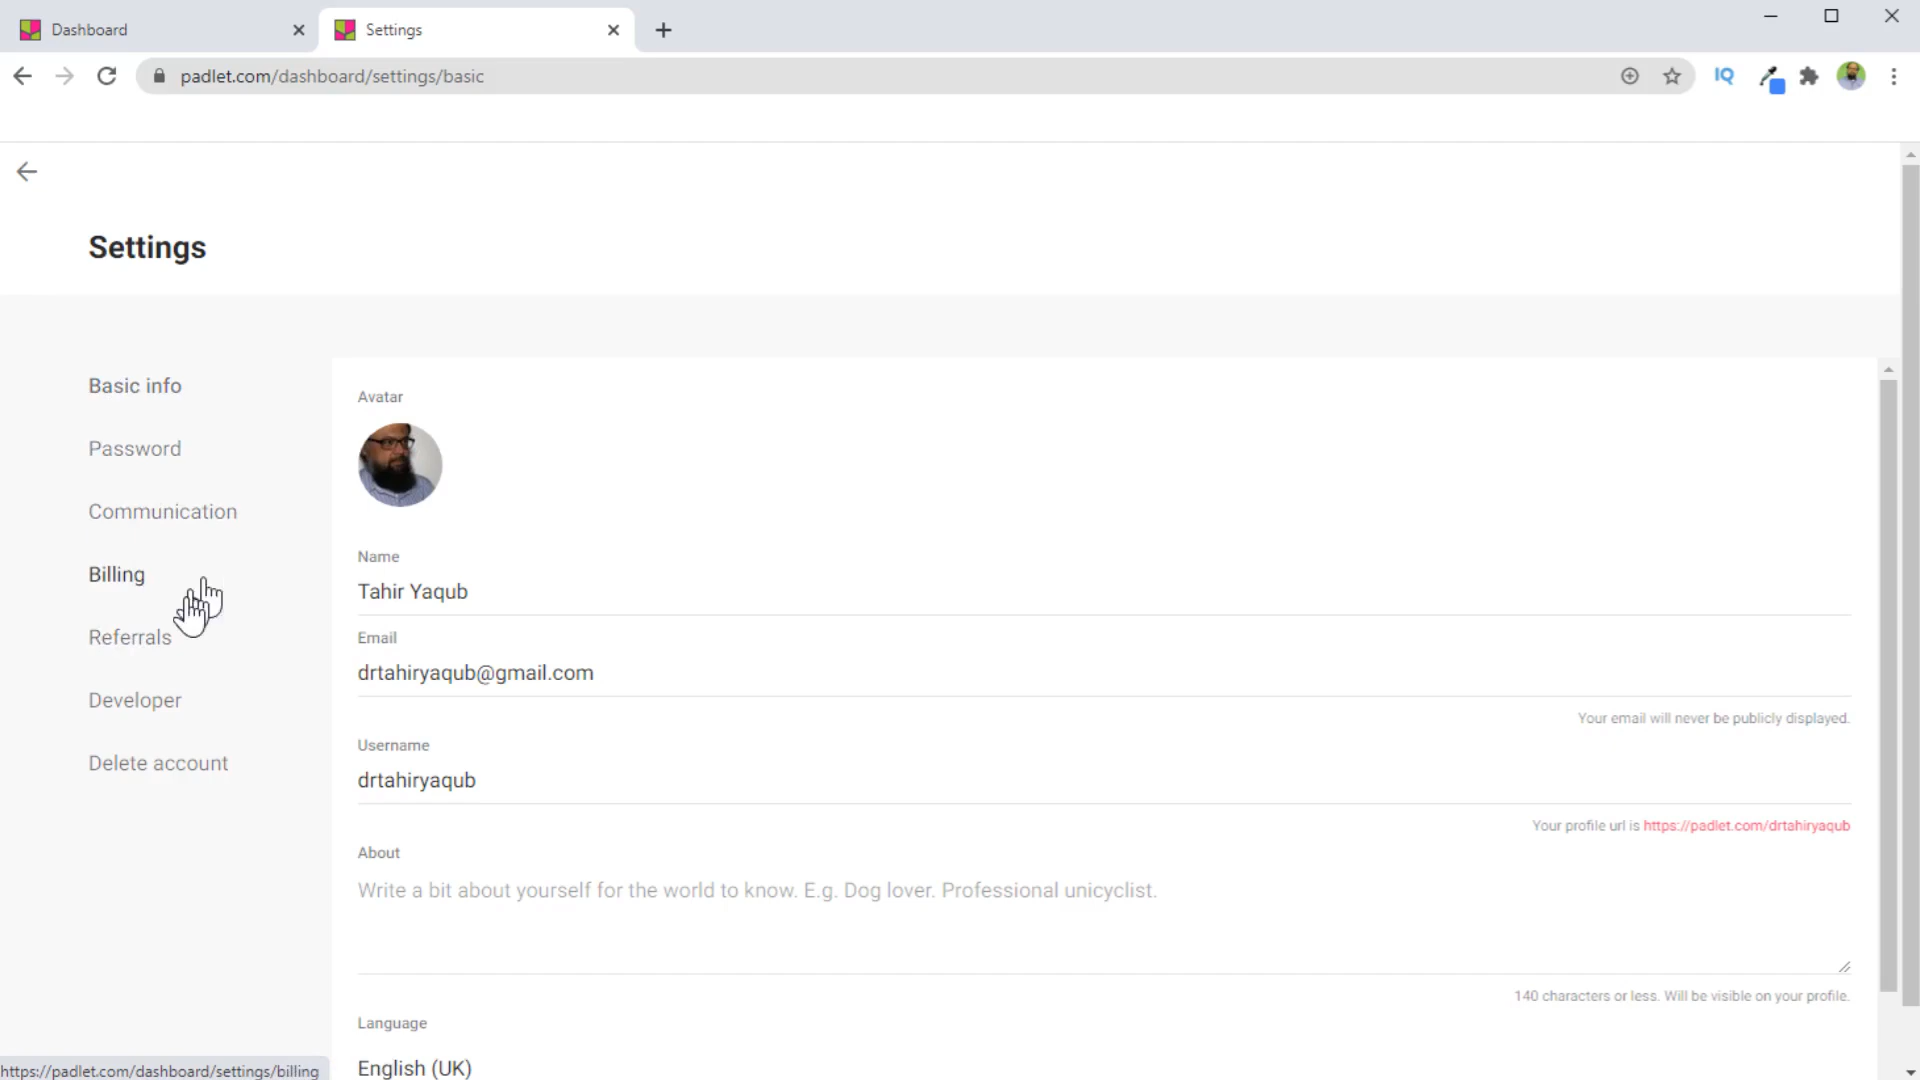 Dashboard
Settings
padlet.com/dashboard/settings/basic
IQ
Settings
Basic info
Password
Communication
Billing
Referrals
Developer
Delete account
Avatar
Name
Tahir Yaqub
Email
drtahiryaqub@gmail.com
Your email will never be publicly displayed.
Username
drtahiryaqub
Your profile url is https://padlet.com/drtahiryaqub
About
Write a bit about yourself for the world to know. E.g. Dog lover. Professional unicyclist.
140 characters or less. Will be visible on your profile.
Language
English (UK)
https://padlet.com/dashboard/settings/billing